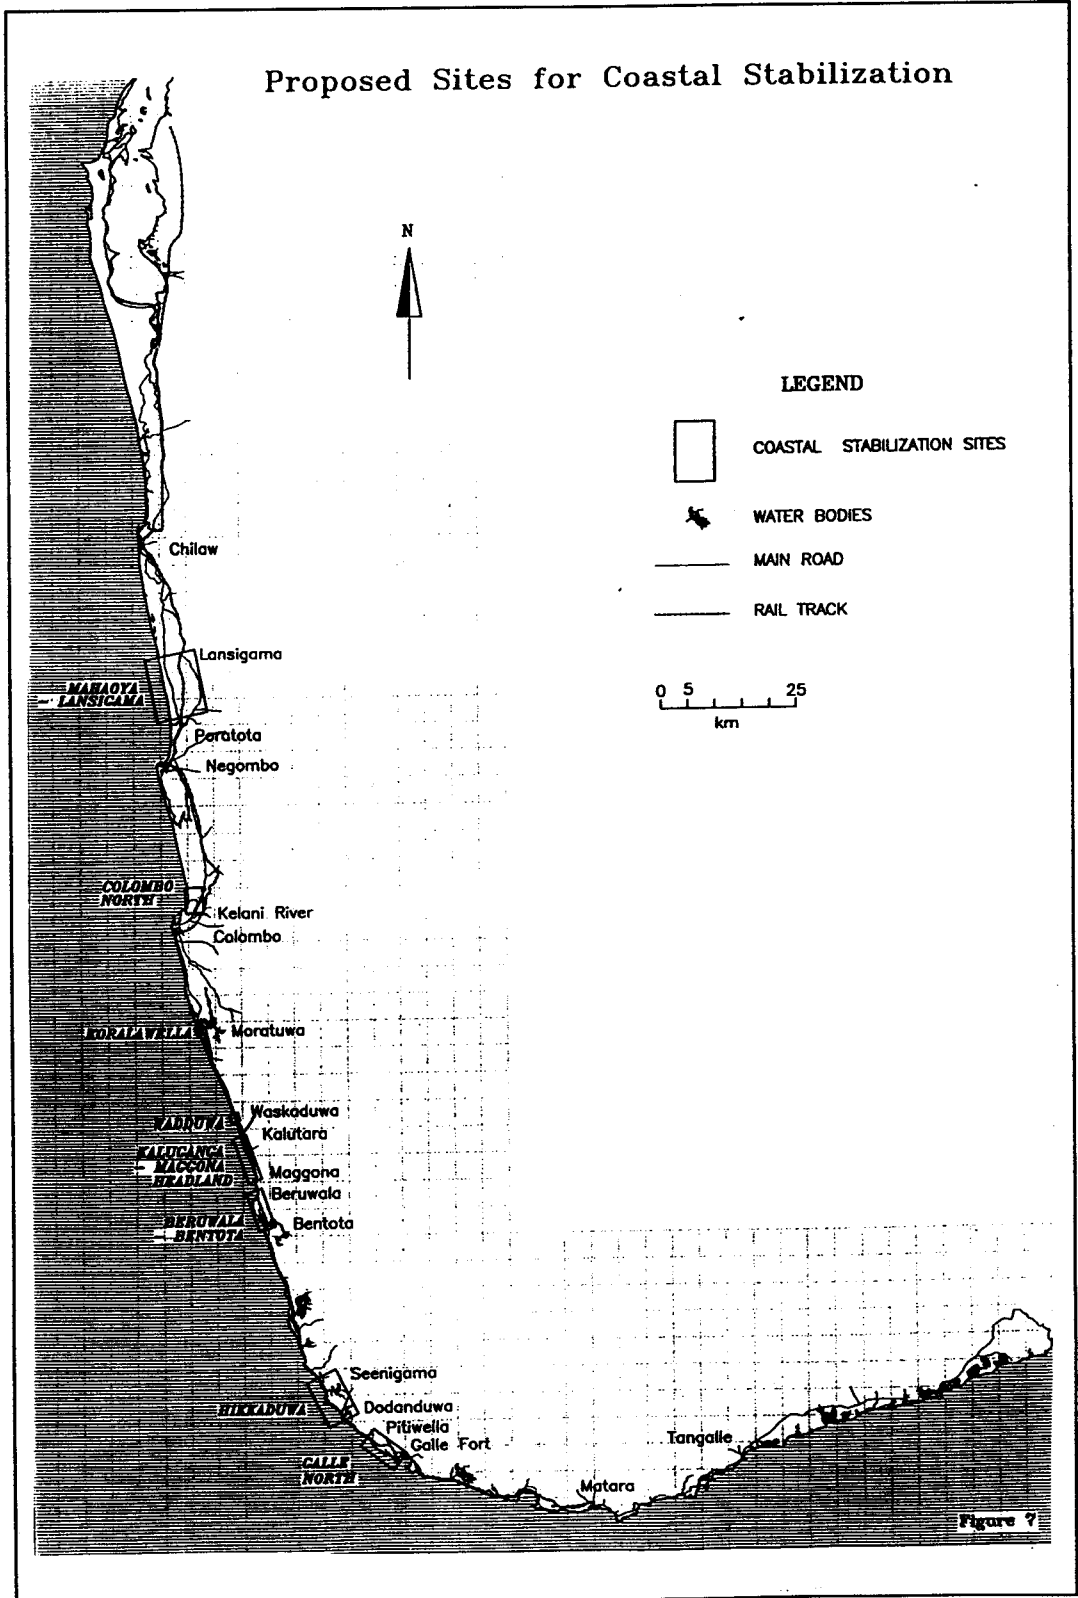 Proposed Sites for Coastal Stabilization
N
LEGEND
COASTAL STABILIZATION SITES
WATER BODIES
MAIN ROAD
RAIL TRACK
0 5 25
km
Chilaw
Lansigama
MAHAOYA
- LANSIGAMA
Poratota
Negombo
COLOMBO
NORTH
Kelani River
Colombo
KORALAWELLA
Moratuwa
Waskaduwa
WADDUWA
Kalutara
KALUGANGA
- MAGGONA
HEADLAND
Maggona
Beruwala
BERUWALA
- BENTOTA
Bentota
Seenigama
HIKKADUWA
Dodanduwa
Pitiwella
Galle Fort
GALLE
NORTH
Tangalle
Matara
Figure 7